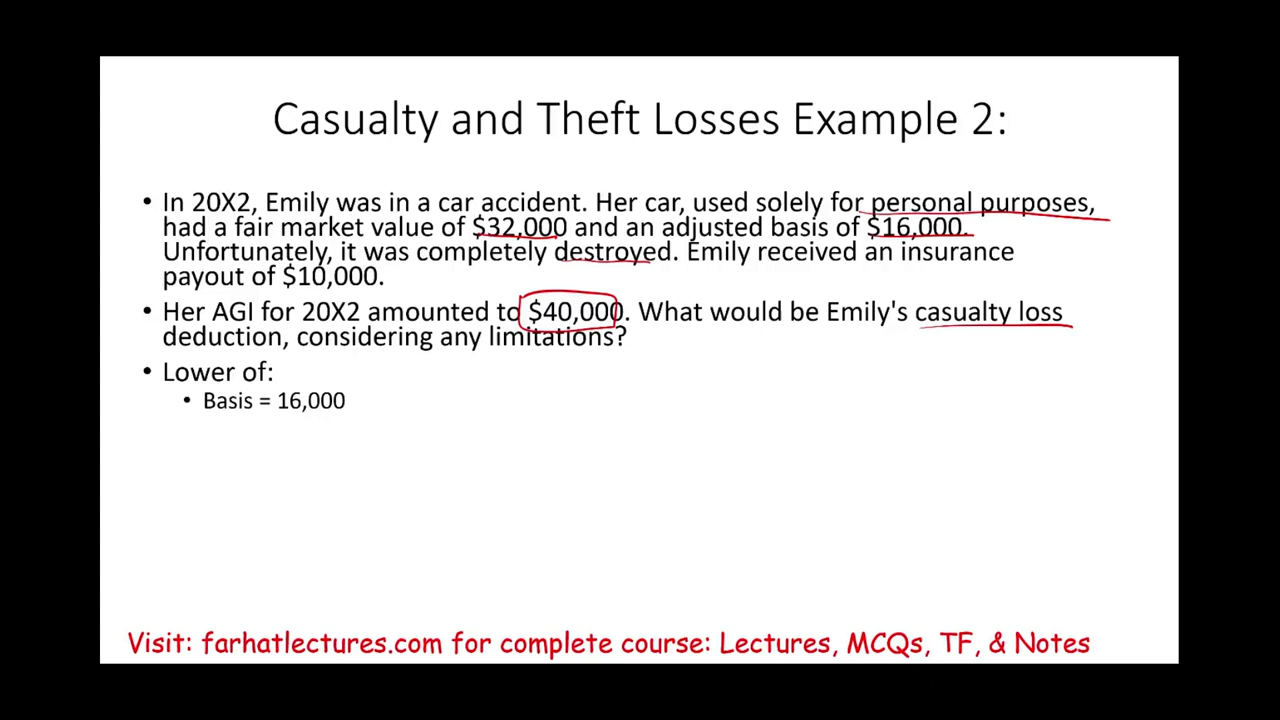 Casualty and Theft Losses Example 2:
• In 20X2, Emily was in a car accident. Her car, used solely for personal purposes,
had a fair market value of $32,000 and an adjusted basis of $16,000.
Unfortunately, it was completely destroyed. Emily received an insurance
payout of $10,000.
• Her AGI for 20X2 amounted to $40,000. What would be Emily's casualty loss
deduction, considering any limitations?
• Lower of:
• Basis = 16,000
Visit: farhatlectures.com for complete course: Lectures, MCQs, TF, & Notes